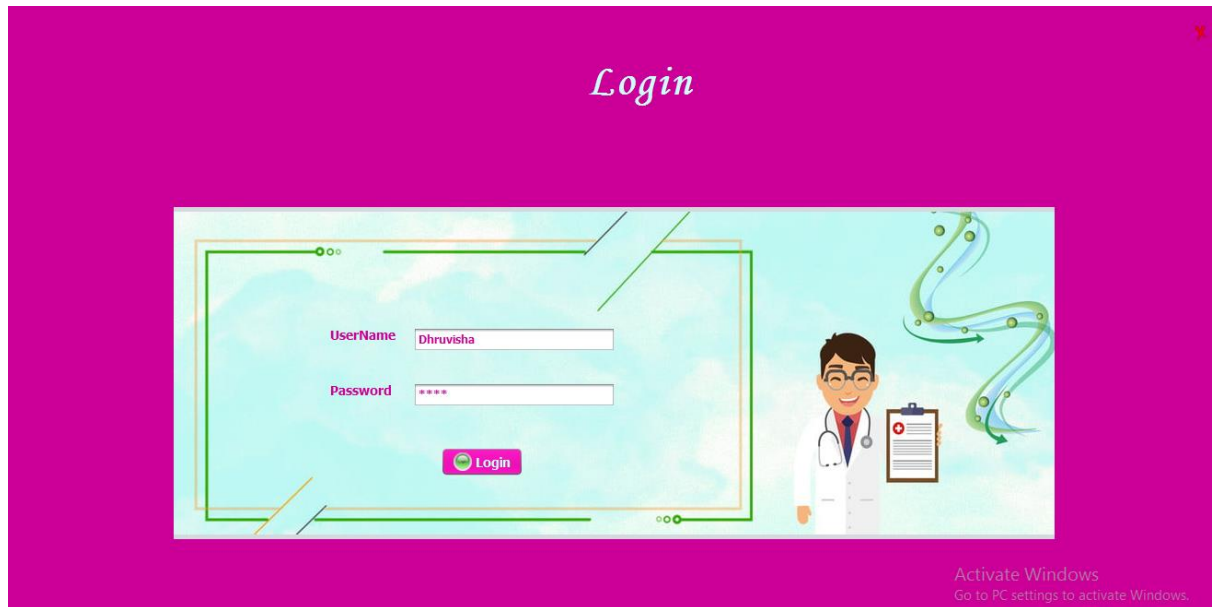 X
Login
UserName
Dhruvisha
Password
****
Login
Activate Windows
Go to PC settings to activate Windows.